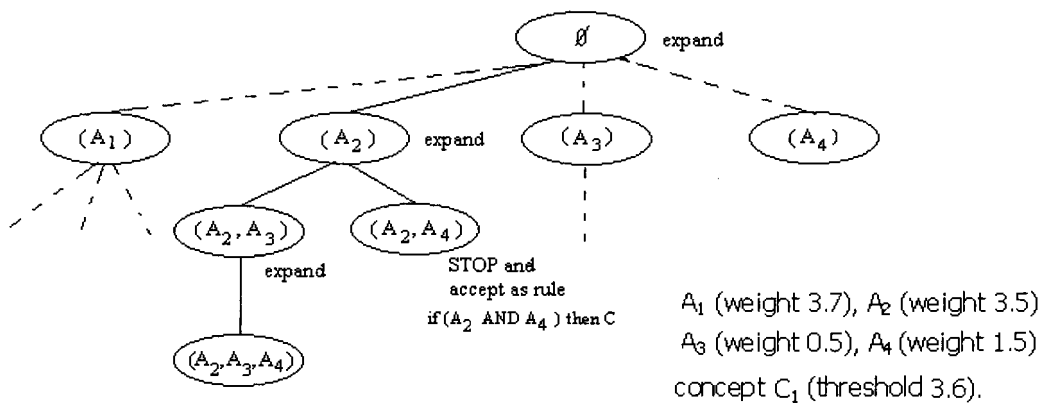 Ø expand
(A₁) (A₂) expand (A₃) (A₄)
(A₂, A₃) (A₂, A₄)
expand
STOP and
accept as rule
if (A₂ AND A₄) then C
(A₂, A₃, A₄)
A₁ (weight 3.7), A₂ (weight 3.5)
A₃ (weight 0.5), A₄ (weight 1.5)
concept C₁ (threshold 3.6).